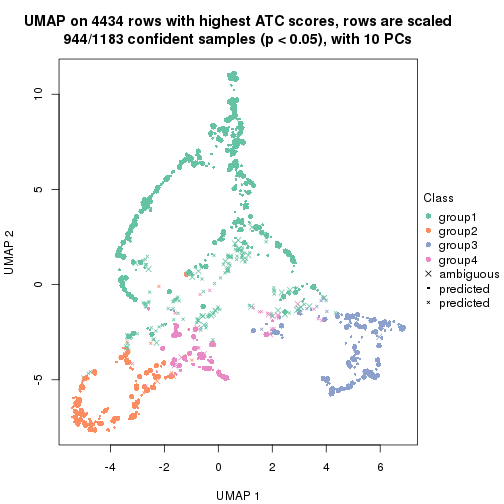 UMAP on 4434 rows with highest ATC scores, rows are scaled
944/1183 confident samples (p < 0.05), with 10 PCs
10
5
0
-5
UMAP 2
-4
-2
0
2
4
6
UMAP 1
Class
group1
group2
group3
group4
ambiguous
predicted
predicted